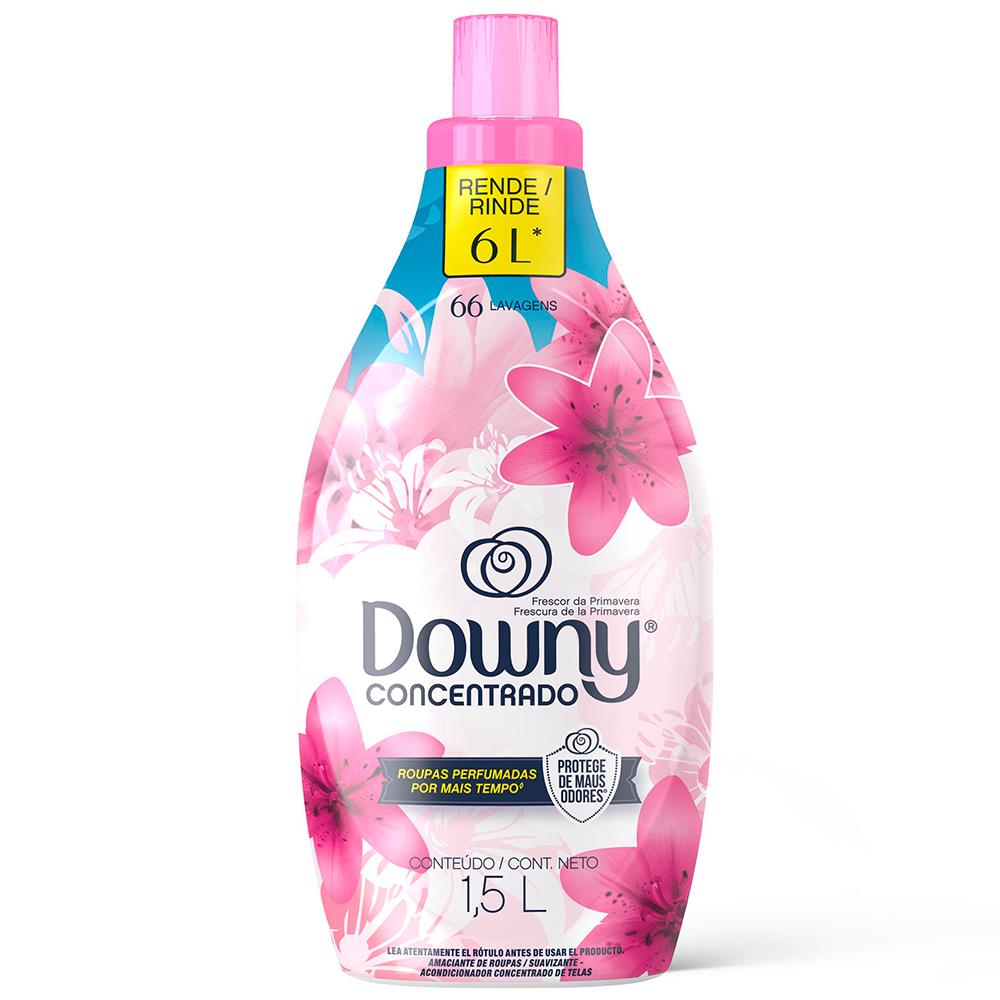 RENDE /
RINDE
6 L*
66 LAVAGENS
Frescor da Primavera
Frescura de la Primavera
Downy®
CONCENTRADO
ROUPAS PERFUMADAS
POR MAIS TEMPO◊
PROTEGE
DE MAUS
ODORES◊
CONTEÚDO / CONT. NETO
1,5 L
LEA ATENTAMENTE EL RÓTULO ANTES DE USAR EL PRODUCTO.
AMACIANTE DE ROUPAS / SUAVIZANTE -
ACONDICIONADOR CONCENTRADO DE TELAS